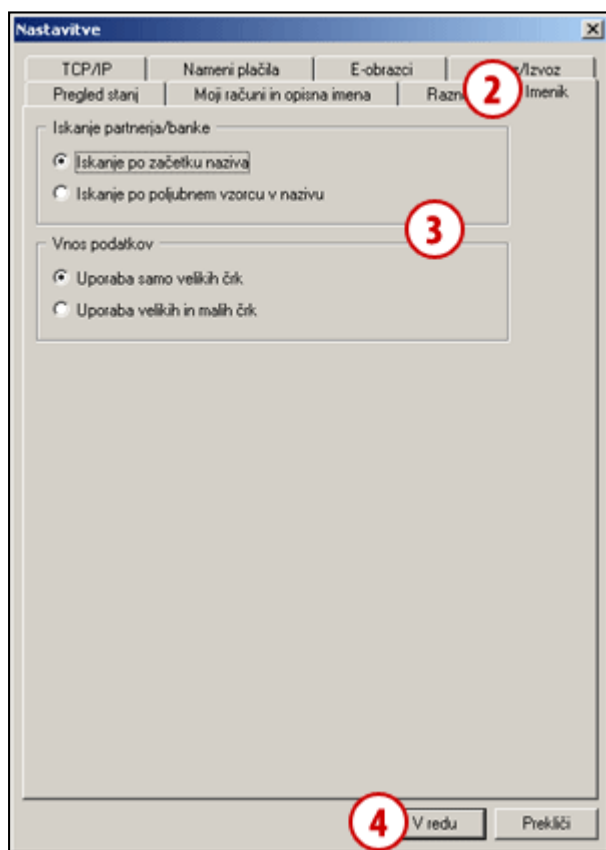 Nastavitve
TCP/IP Nameni plačila E-obrazci /Izvoz
Pregled stanj Moji računi in opisna imena 2 Imenik
Iskanje partnerja/banke
Iskanje po začetku naziva
Iskanje po poljubnem vzorcu v nazivu
3
Vnos podatkov
Uporaba samo velikih črk
Uporaba velikih in malih črk
4 V redu Prekliči